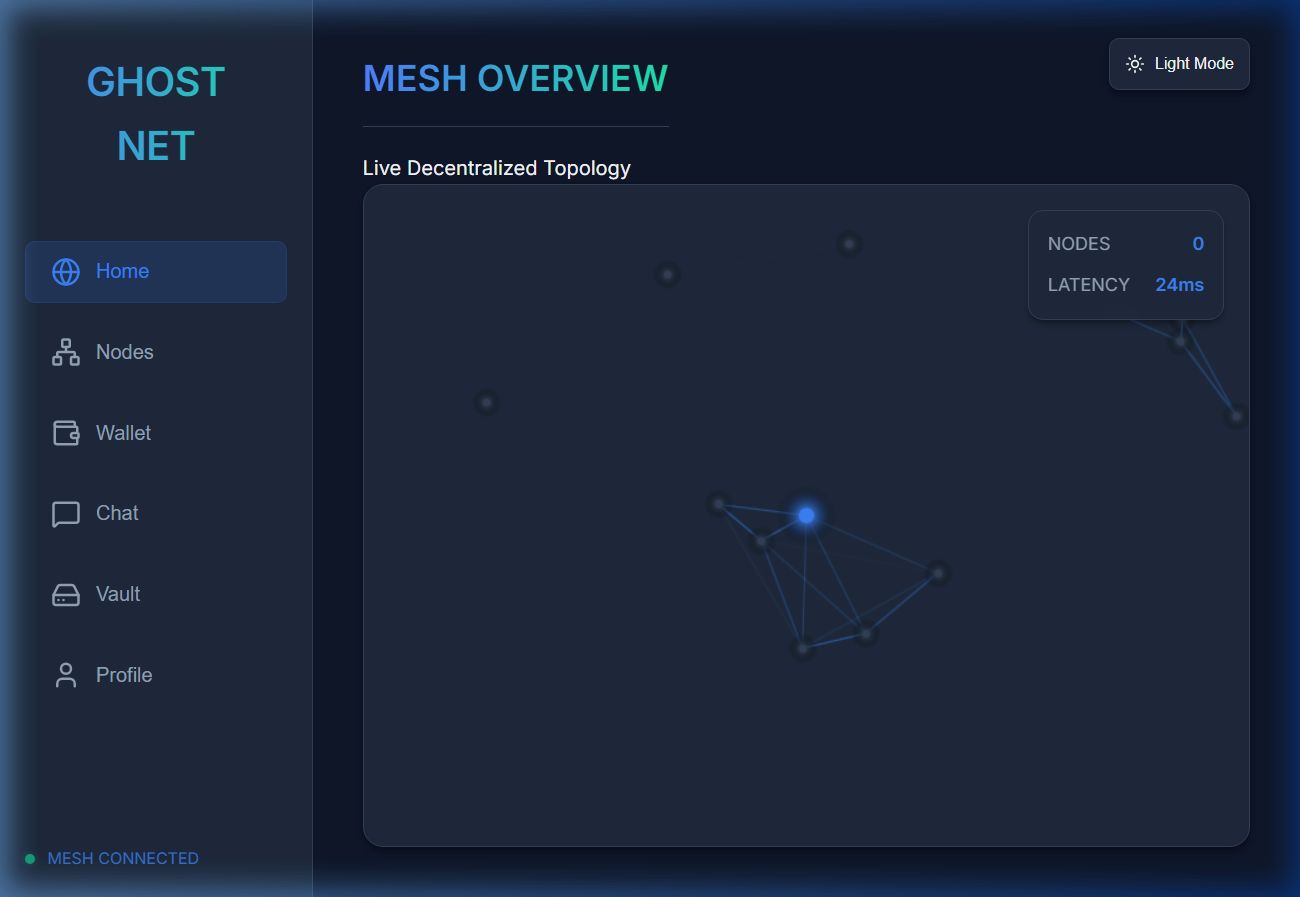 GHOST
NET
Home
Nodes
Wallet
Chat
Vault
Profile
MESH CONNECTED
MESH OVERVIEW
Light Mode
Live Decentralized Topology
NODES 0
LATENCY 24ms